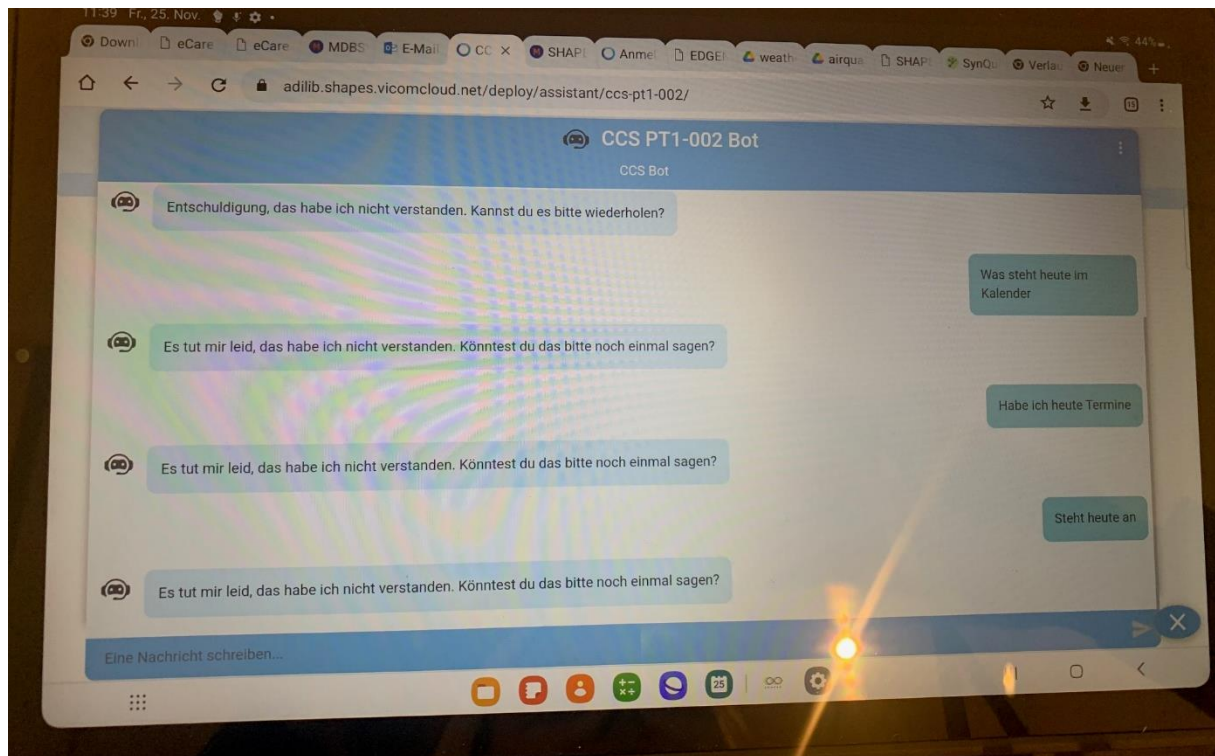 11:39 Fr., 25. Nov.
44%
Downl
eCare
eCare
MDBS
E-Mail
CC
SHAP
Anme
EDGE
weath
airqua
SHAP
SynQu
Verlau
Neuer
adilib.shapes.vicomcloud.net/deploy/assistant/ccs-pt1-002/
CCS PT1-002 Bot
CCS Bot
Entschuldigung, das habe ich nicht verstanden. Kannst du es bitte wiederholen?
Was steht heute im
Kalender
Es tut mir leid, das habe ich nicht verstanden. Könntest du das bitte noch einmal sagen?
Habe ich heute Termine
Es tut mir leid, das habe ich nicht verstanden. Könntest du das bitte noch einmal sagen?
Steht heute an
Es tut mir leid, das habe ich nicht verstanden. Könntest du das bitte noch einmal sagen?
Eine Nachricht schreiben...
25